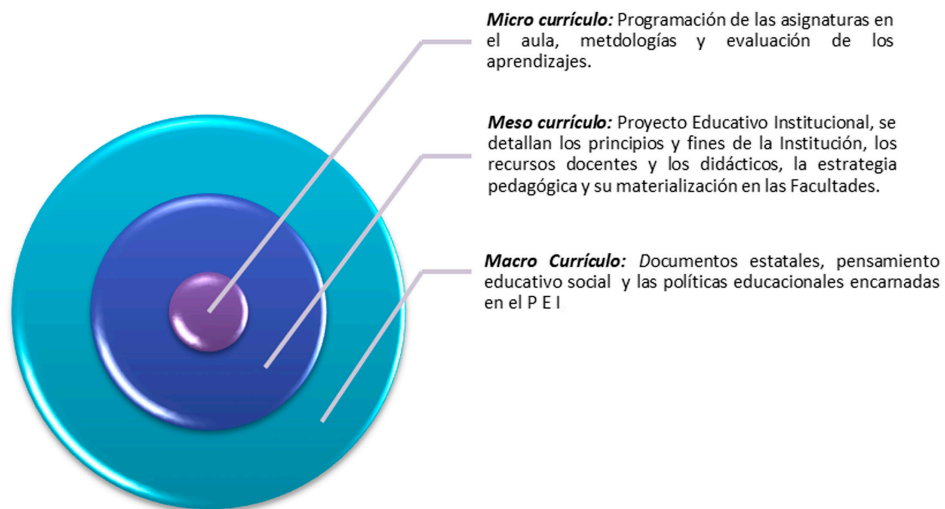 Micro currículo: Programación de las asignaturas en
el aula, metdologías y evaluación de los
aprendizajes.
Meso currículo: Proyecto Educativo Institucional, se
detallan los principios y fines de la Institución, los
recursos docentes y los didácticos, la estrategia
pedagógica y su materialización en las Facultades.
Macro Currículo: Documentos estatales, pensamiento
educativo social y las políticas educacionales encarnadas
en el P E I